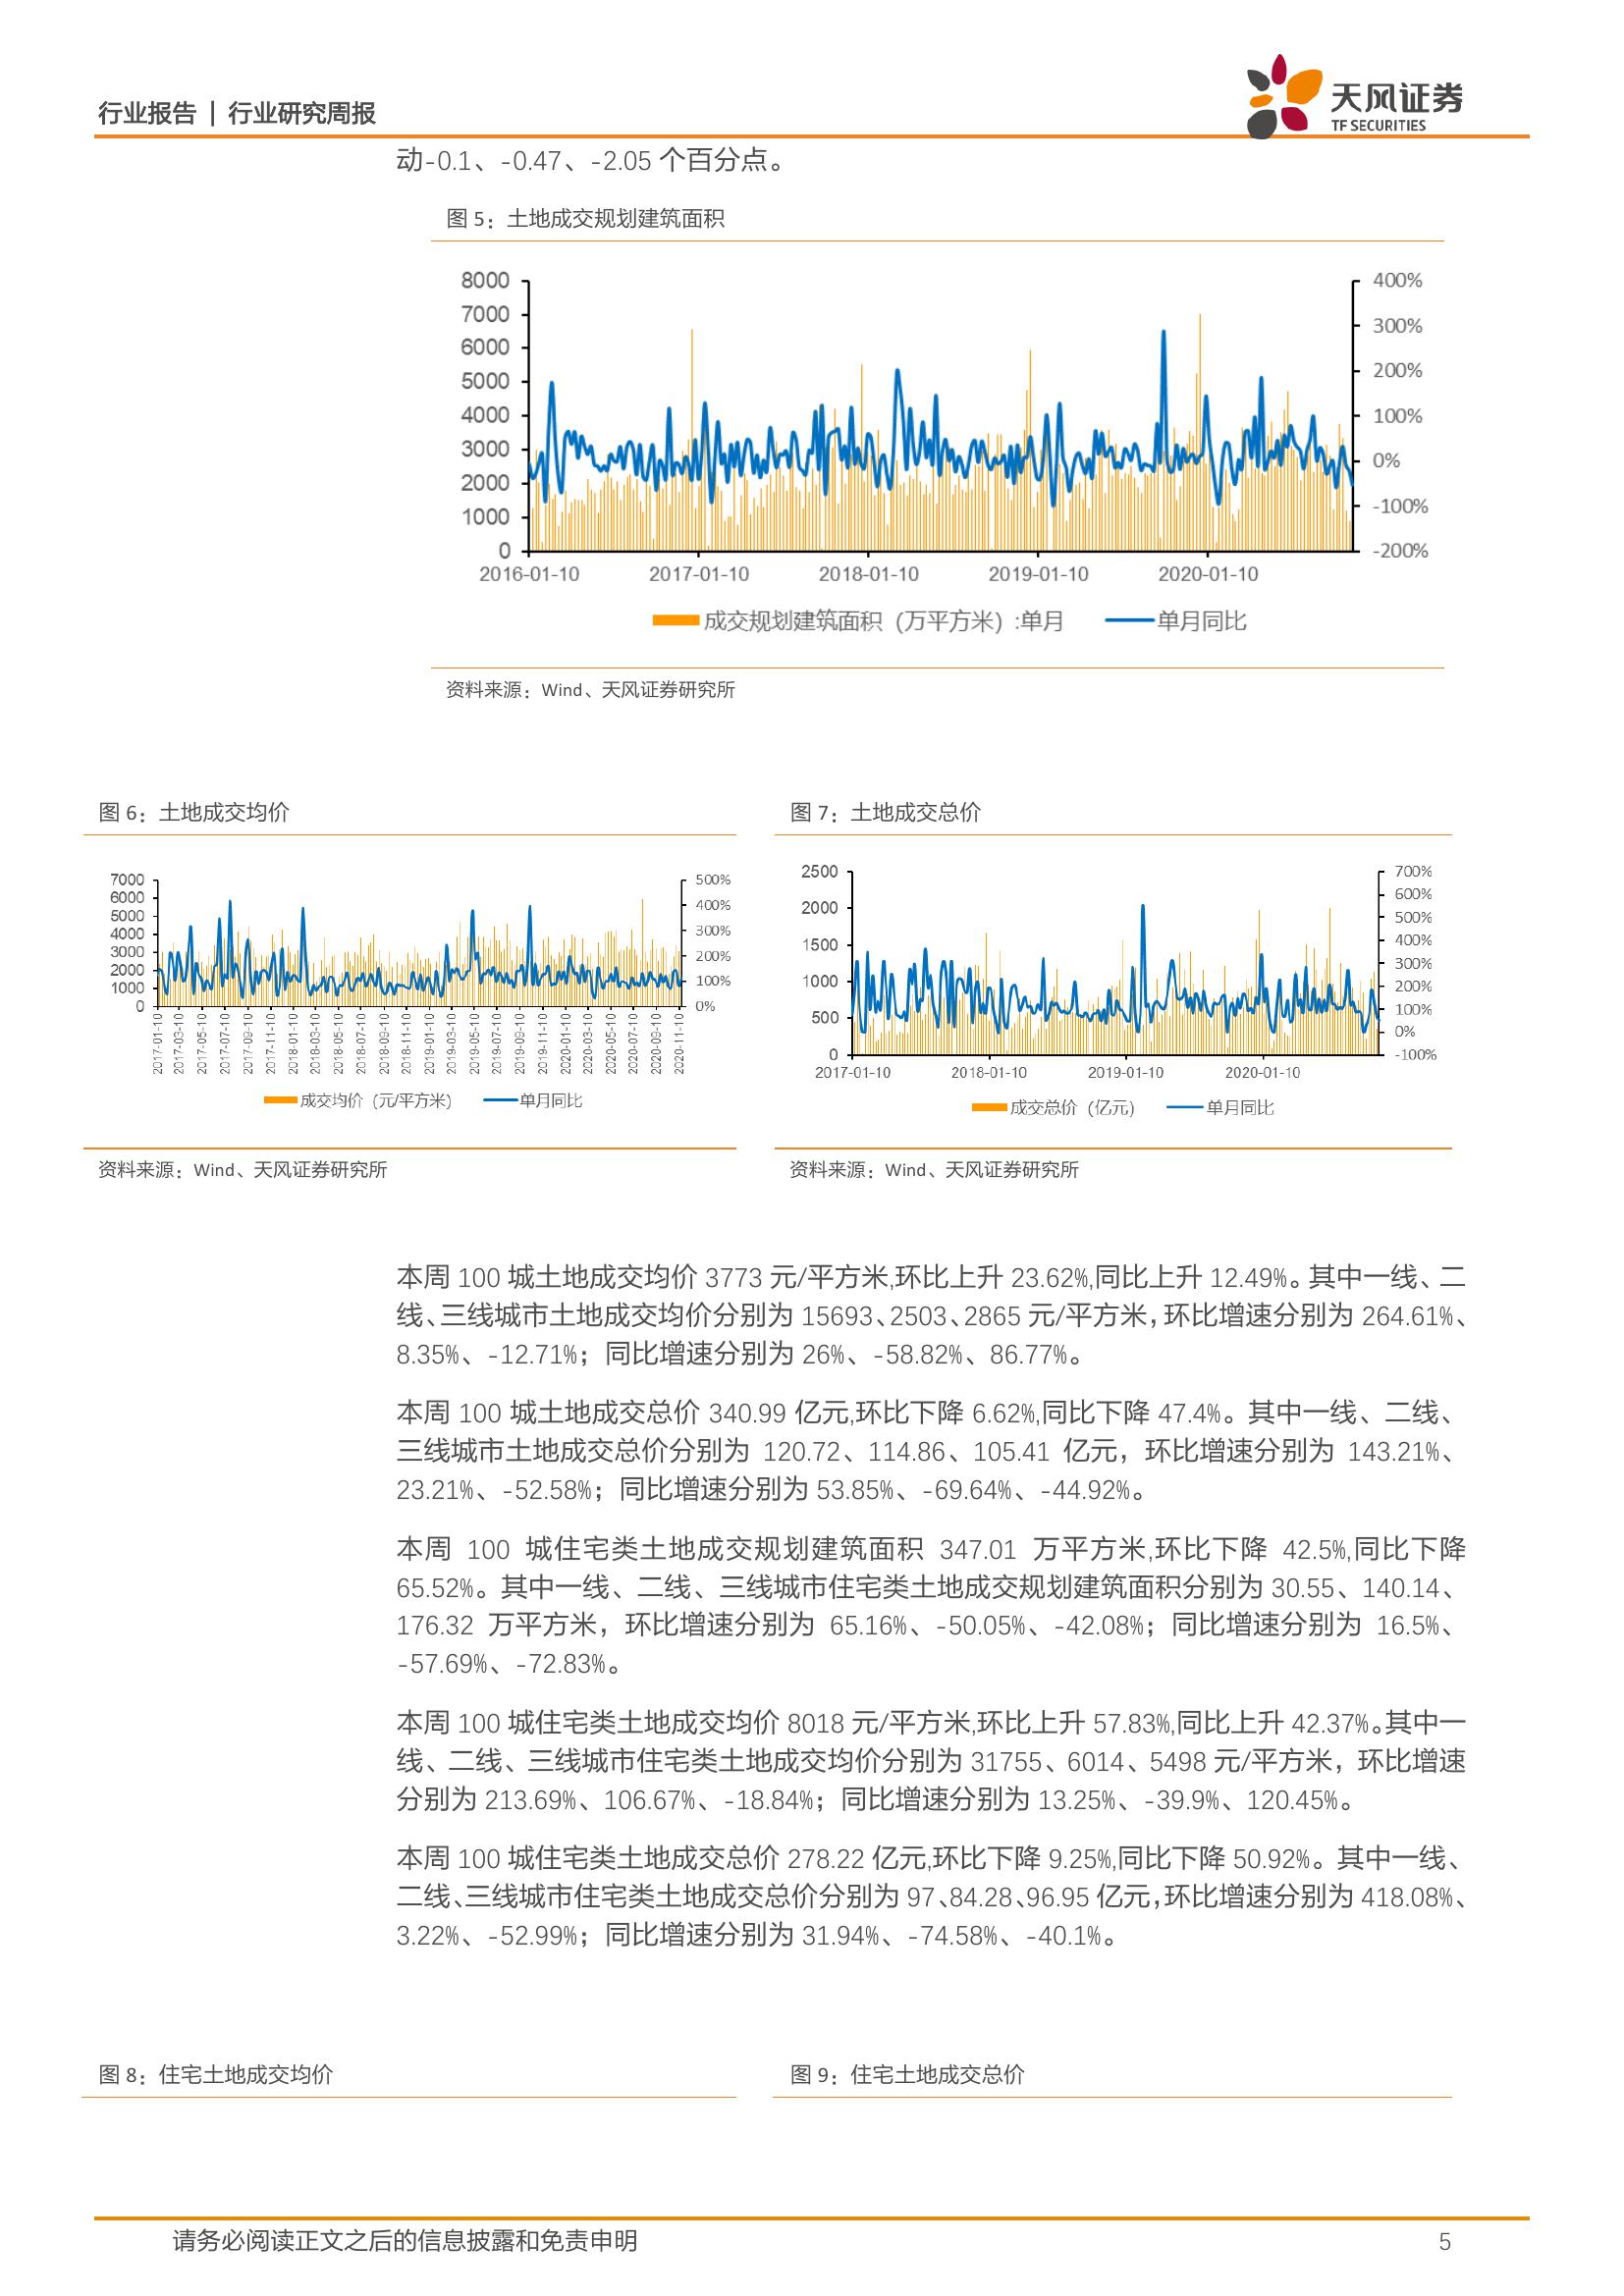 行业报告 | 行业研究周报
天风证券
TF SECURITIES
动-0.1、-0.47、-2.05 个百分点。
图 5：土地成交规划建筑面积
8000
7000
6000
5000
4000
3000
2000
1000
0
400%
300%
200%
100%
0%
-100%
-200%
2016-01-10 2017-01-10 2018-01-10 2019-01-10 2020-01-10
成交规划建筑面积（万平方米）:单月 单月同比
资料来源：Wind、天风证券研究所
图 6：土地成交均价
7000
6000
5000
4000
3000
2000
1000
0
500%
400%
300%
200%
100%
0%
2017-01-10
2017-03-10
2017-05-10
2017-07-10
2017-09-10
2017-11-10
2018-01-10
2018-03-10
2018-05-10
2018-07-10
2018-09-10
2018-11-10
2019-01-10
2019-03-10
2019-05-10
2019-07-10
2019-09-10
2019-11-10
2020-01-10
2020-03-10
2020-05-10
2020-07-10
2020-09-10
2020-11-10
成交均价（元/平方米） 单月同比
资料来源：Wind、天风证券研究所
图 7：土地成交总价
2500
2000
1500
1000
500
0
700%
600%
500%
400%
300%
200%
100%
0%
-100%
2017-01-10 2018-01-10 2019-01-10 2020-01-10
成交总价（亿元） 单月同比
资料来源：Wind、天风证券研究所
本周 100 城土地成交均价 3773 元/平方米,环比上升 23.62%,同比上升 12.49%。其中一线、二
线、三线城市土地成交均价分别为 15693、2503、2865 元/平方米，环比增速分别为 264.61%、
8.35%、-12.71%；同比增速分别为 26%、-58.82%、86.77%。
本周 100 城土地成交总价 340.99 亿元,环比下降 6.62%,同比下降 47.4%。其中一线、二线、
三线城市土地成交总价分别为 120.72、114.86、105.41 亿元，环比增速分别为 143.21%、
23.21%、-52.58%；同比增速分别为 53.85%、-69.64%、-44.92%。
本周 100 城住宅类土地成交规划建筑面积 347.01 万平方米,环比下降 42.5%,同比下降
65.52%。其中一线、二线、三线城市住宅类土地成交规划建筑面积分别为 30.55、140.14、
176.32 万平方米，环比增速分别为 65.16%、-50.05%、-42.08%；同比增速分别为 16.5%、
-57.69%、-72.83%。
本周 100 城住宅类土地成交均价 8018 元/平方米,环比上升 57.83%,同比上升 42.37%。其中一
线、二线、三线城市住宅类土地成交均价分别为 31755、6014、5498 元/平方米，环比增速
分别为 213.69%、106.67%、-18.84%；同比增速分别为 13.25%、-39.9%、120.45%。
本周 100 城住宅类土地成交总价 278.22 亿元,环比下降 9.25%,同比下降 50.92%。其中一线、
二线、三线城市住宅类土地成交总价分别为 97、84.28、96.95 亿元，环比增速分别为 418.08%、
3.22%、-52.99%；同比增速分别为 31.94%、-74.58%、-40.1%。
图 8：住宅土地成交均价
图 9：住宅土地成交总价
请务必阅读正文之后的信息披露和免责申明
5